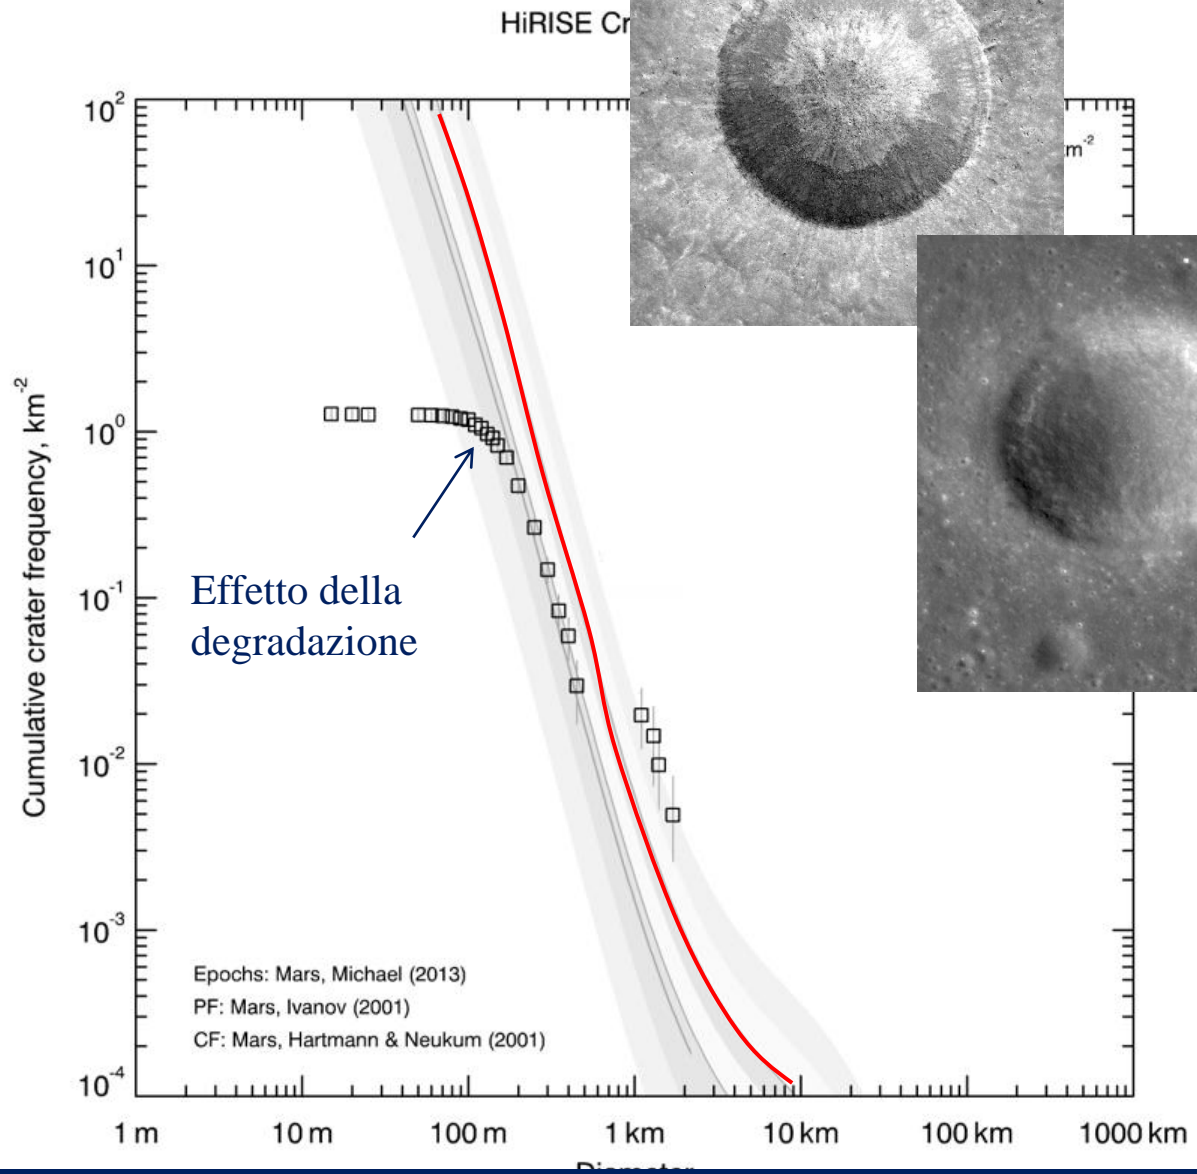 HiRISE
10²
10¹
10⁰
10⁻¹
10⁻²
10⁻³
10⁻⁴
Cumulative crater frequency, km⁻²
Effetto della
degradazione
Epochs: Mars, Michael (2013)
PF: Mars, Ivanov (2001)
CF: Mars, Hartmann & Neukum (2001)
1 m
10 m
100 m
1 km
10 km
100 km
1000 km
Diameter